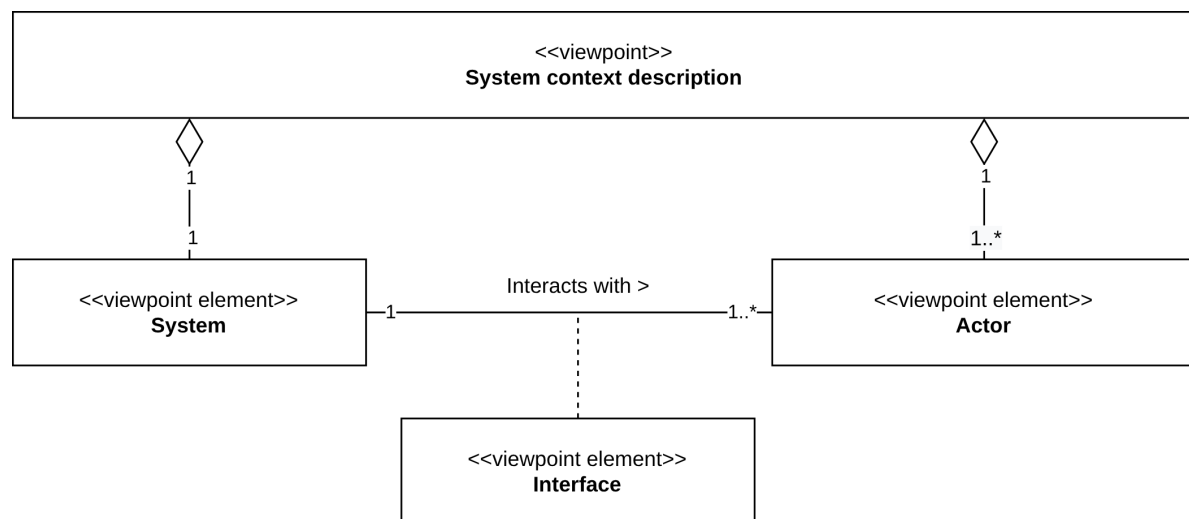 <<viewpoint>>
System context description
1
1
1
1..*
<<viewpoint element>>
System
Interacts with >
1
1..*
<<viewpoint element>>
Actor
<<viewpoint element>>
Interface